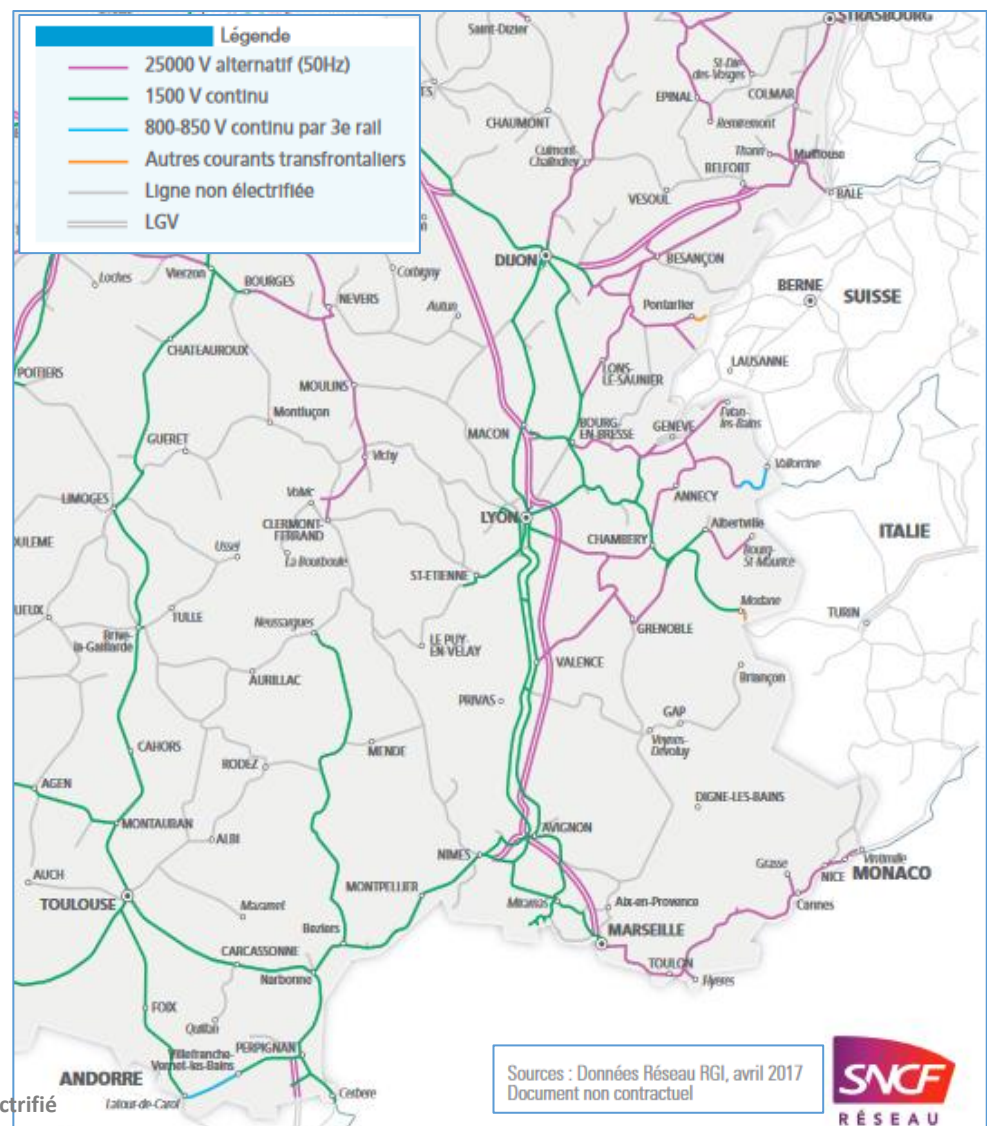 Légende
25000 V alternatif (50Hz)
1500 V continu
800-850 V continu par 3e rail
Autres courants transfrontaliers
Ligne non électrifiée
LGV
STRASBOURG
Saint-Dizier
St-Dié-
des-Vosges
EPINAL
COLMAR
CHAUMONT
Remiremont
Culmont-
Chalindrey
Thann
Mulhouse
BELFORT
VESOUL
BALE
DIJON
BESANÇON
Loches
Vierzon
BOURGES
Corbigny
NEVERS
Autun
Pontarlier
BERNE
SUISSE
CHATEAUROUX
POITIERS
LONS-
LE-SAUNIER
LAUSANNE
MOULINS
Montluçon
MACON
BOURG-
EN-BRESSE
GENEVE
Evian-
les-Bains
GUERET
Vichy
Vallorcine
LIMOGES
Volvic
ANNECY
CLERMONT-
FERRAND
LYON
CHAMBERY
Albertville
ITALIE
OULEME
Ussel
La Bourboule
Bourg-
St-Maurice
ST-ETIENNE
Modane
UEUX
TULLE
Neussargues
TURIN
Brive-
la-Gaillarde
LE PUY-
EN-VELAY
GRENOBLE
AURILLAC
VALENCE
Briançon
PRIVAS
GAP
Veynes-
Dévoluy
CAHORS
MENDE
RODEZ
AGEN
DIGNE-LES-BAINS
MONTAUBAN
ALBI
AVIGNON
NIMES
Grasse
Vintimille
NICE
MONACO
AUCH
MONTPELLIER
Cannes
TOULOUSE
Mazamet
Miramas
Aix-en-Provence
Beziers
MARSEILLE
CARCASSONNE
TOULON
Narbonne
Hyeres
FOIX
Quillan
Villefranche-
Vernet-les-Bains
PERPIGNAN
ANDORRE
Latour-de-Carol
Cerbere
Sources : Données Réseau RGI, avril 2017
Document non contractuel
SNCF
RÉSEAU
ctrifié